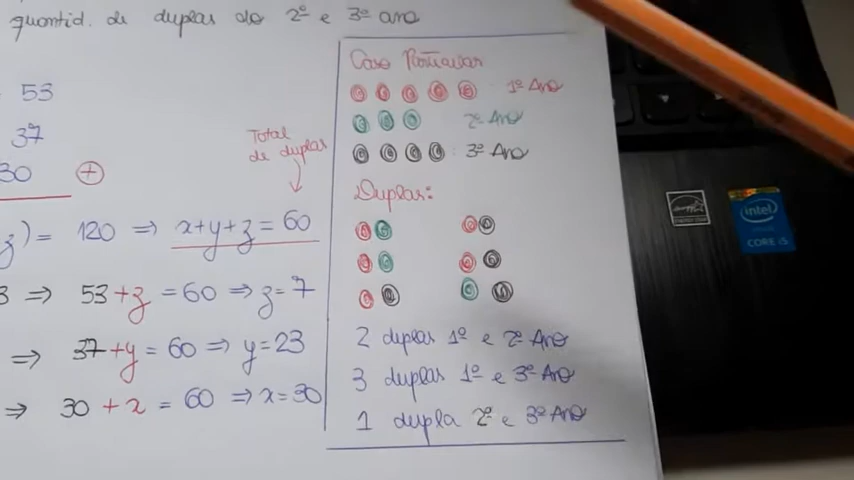 quantid. de duplas do 2º e 3º ano
53
37
30 +
z) = 120 ⇒ x+y+z = 60
3 ⇒ 53 + z = 60 ⇒ z = 7
⇒ 37 + y = 60 ⇒ y = 23
⇒ 30 + x = 60 ⇒ x = 30
Total
de duplas
Caso Particular
1º Ano
2º Ano
3º Ano
Duplas:
2 duplas 1º e 2º Ano
3 duplas 1º e 3º Ano
1 dupla 2º e 3º Ano
intel
CORE i5